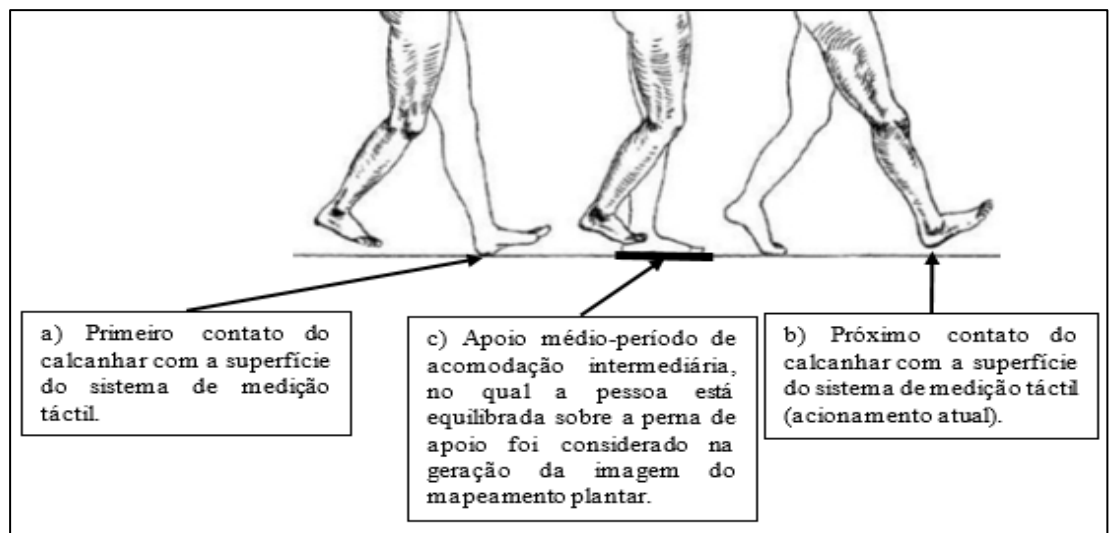 a) Primeiro contato do
calcanhar com a superfície
do sistema de medição
táctil.
c) Apoio médio-período de
acomodação intermediária,
no qual a pessoa está
equilibrada sobre a perna de
apoio foi considerado na
geração da imagem do
mapeamento plantar.
b) Próximo contato do
calcanhar com a superfície
do sistema de medição táctil
(acionamento atual).